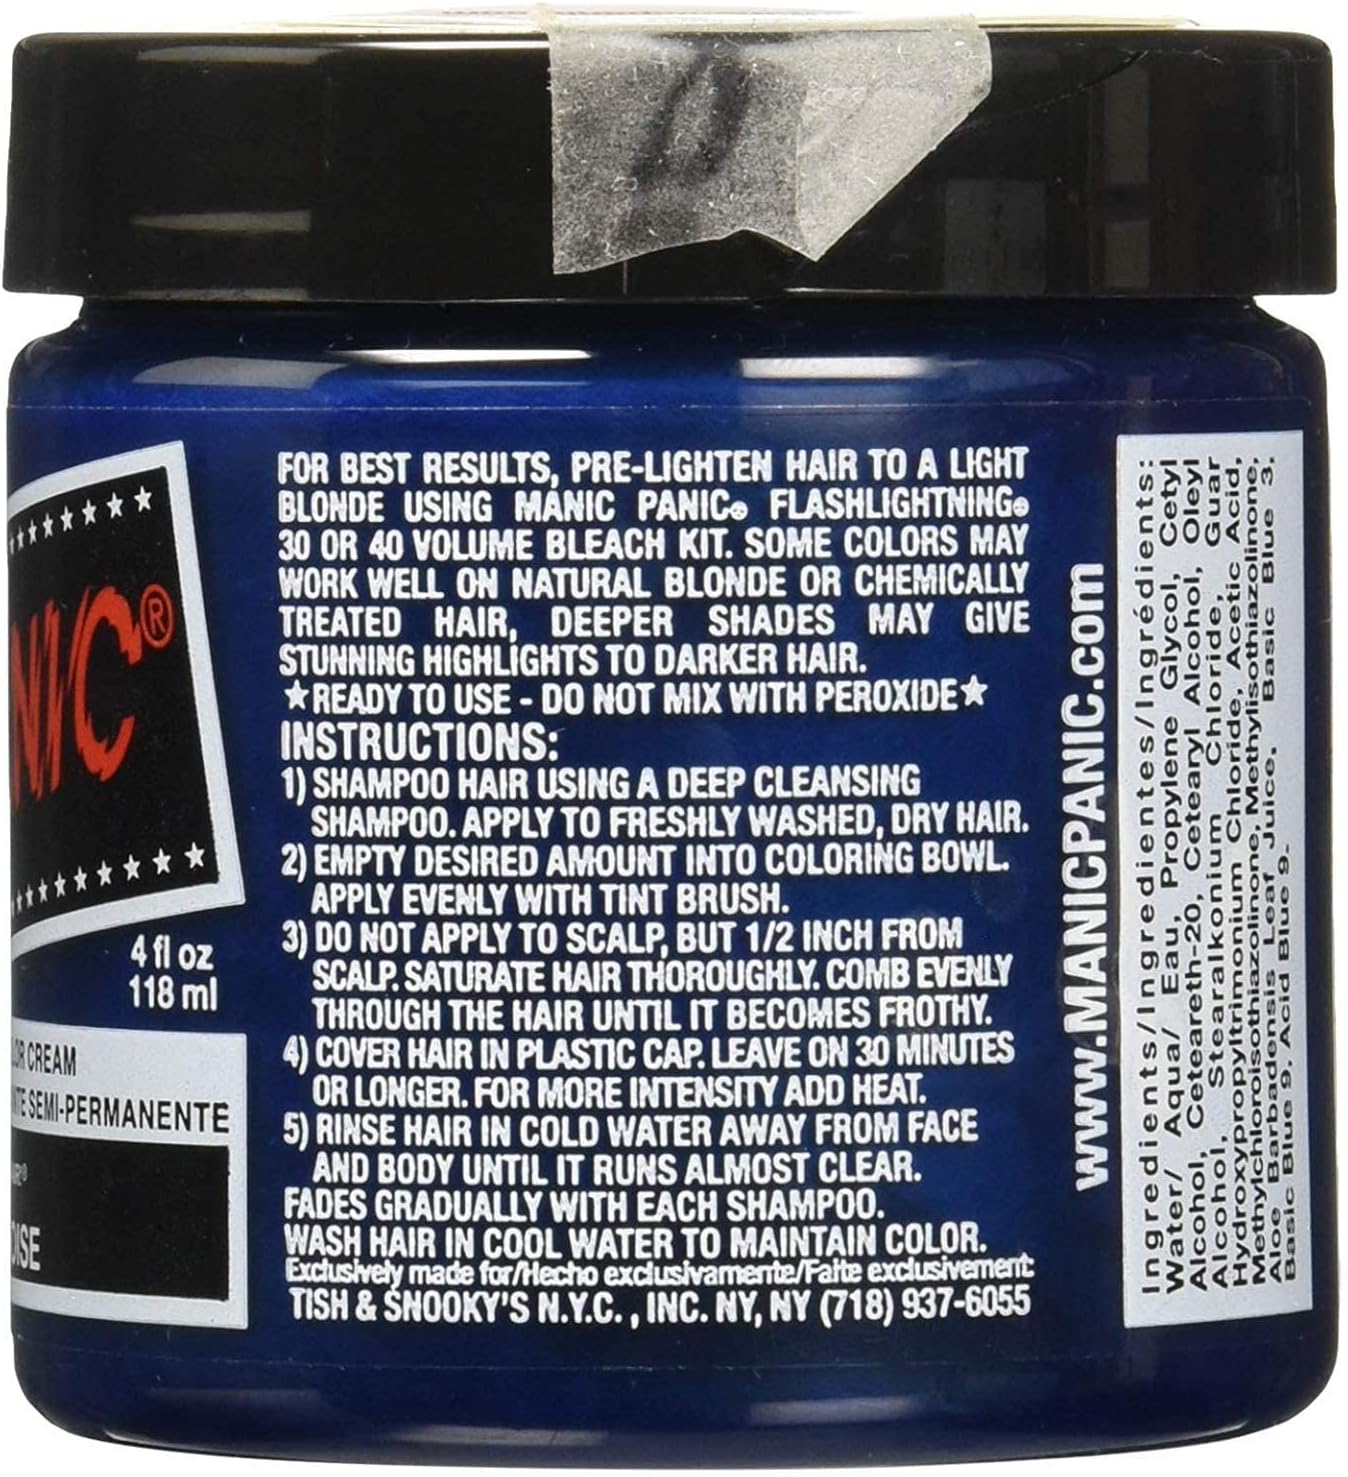 NIC®
4 fl oz
118 ml
LOR CREAM
NTE SEMI-PERMANENTE
OISE
FOR BEST RESULTS, PRE-LIGHTEN HAIR TO A LIGHT
BLONDE USING MANIC PANIC® FLASHLIGHTNING®
30 OR 40 VOLUME BLEACH KIT. SOME COLORS MAY
WORK WELL ON NATURAL BLONDE OR CHEMICALLY
TREATED HAIR, DEEPER SHADES MAY GIVE
STUNNING HIGHLIGHTS TO DARKER HAIR.
★READY TO USE - DO NOT MIX WITH PEROXIDE★
INSTRUCTIONS:
1) SHAMPOO HAIR USING A DEEP CLEANSING
SHAMPOO. APPLY TO FRESHLY WASHED, DRY HAIR.
2) EMPTY DESIRED AMOUNT INTO COLORING BOWL.
APPLY EVENLY WITH TINT BRUSH.
3) DO NOT APPLY TO SCALP, BUT 1/2 INCH FROM
SCALP. SATURATE HAIR THOROUGHLY. COMB EVENLY
THROUGH THE HAIR UNTIL IT BECOMES FROTHY.
4) COVER HAIR IN PLASTIC CAP. LEAVE ON 30 MINUTES
OR LONGER. FOR MORE INTENSITY ADD HEAT.
5) RINSE HAIR IN COLD WATER AWAY FROM FACE
AND BODY UNTIL IT RUNS ALMOST CLEAR.
FADES GRADUALLY WITH EACH SHAMPOO.
WASH HAIR IN COOL WATER TO MAINTAIN COLOR.
Exclusively made for/Hecho exclusivamente/Faite exclusivement:
TISH & SNOOKY'S N.Y.C. , INC. NY, NY (718) 937-6055
www.MANICPANIC.com
Ingredients/Ingredientes/Ingrédients:
Water/ Aqua/ Eau, Propylene Glycol, Cetyl
Alcohol, Ceteareth-20, Cetearyl Alcohol, Oleyl
Alcohol, Stearalkonium Chloride, Guar
Hydroxypropyltrimonium Chloride, Acetic Acid,
Methylchloroisothiazolinone, Methylisothiazolinone,
Aloe Barbadensis Leaf Juice. Basic Blue 3,
Basic Blue 9, Acid Blue 9.